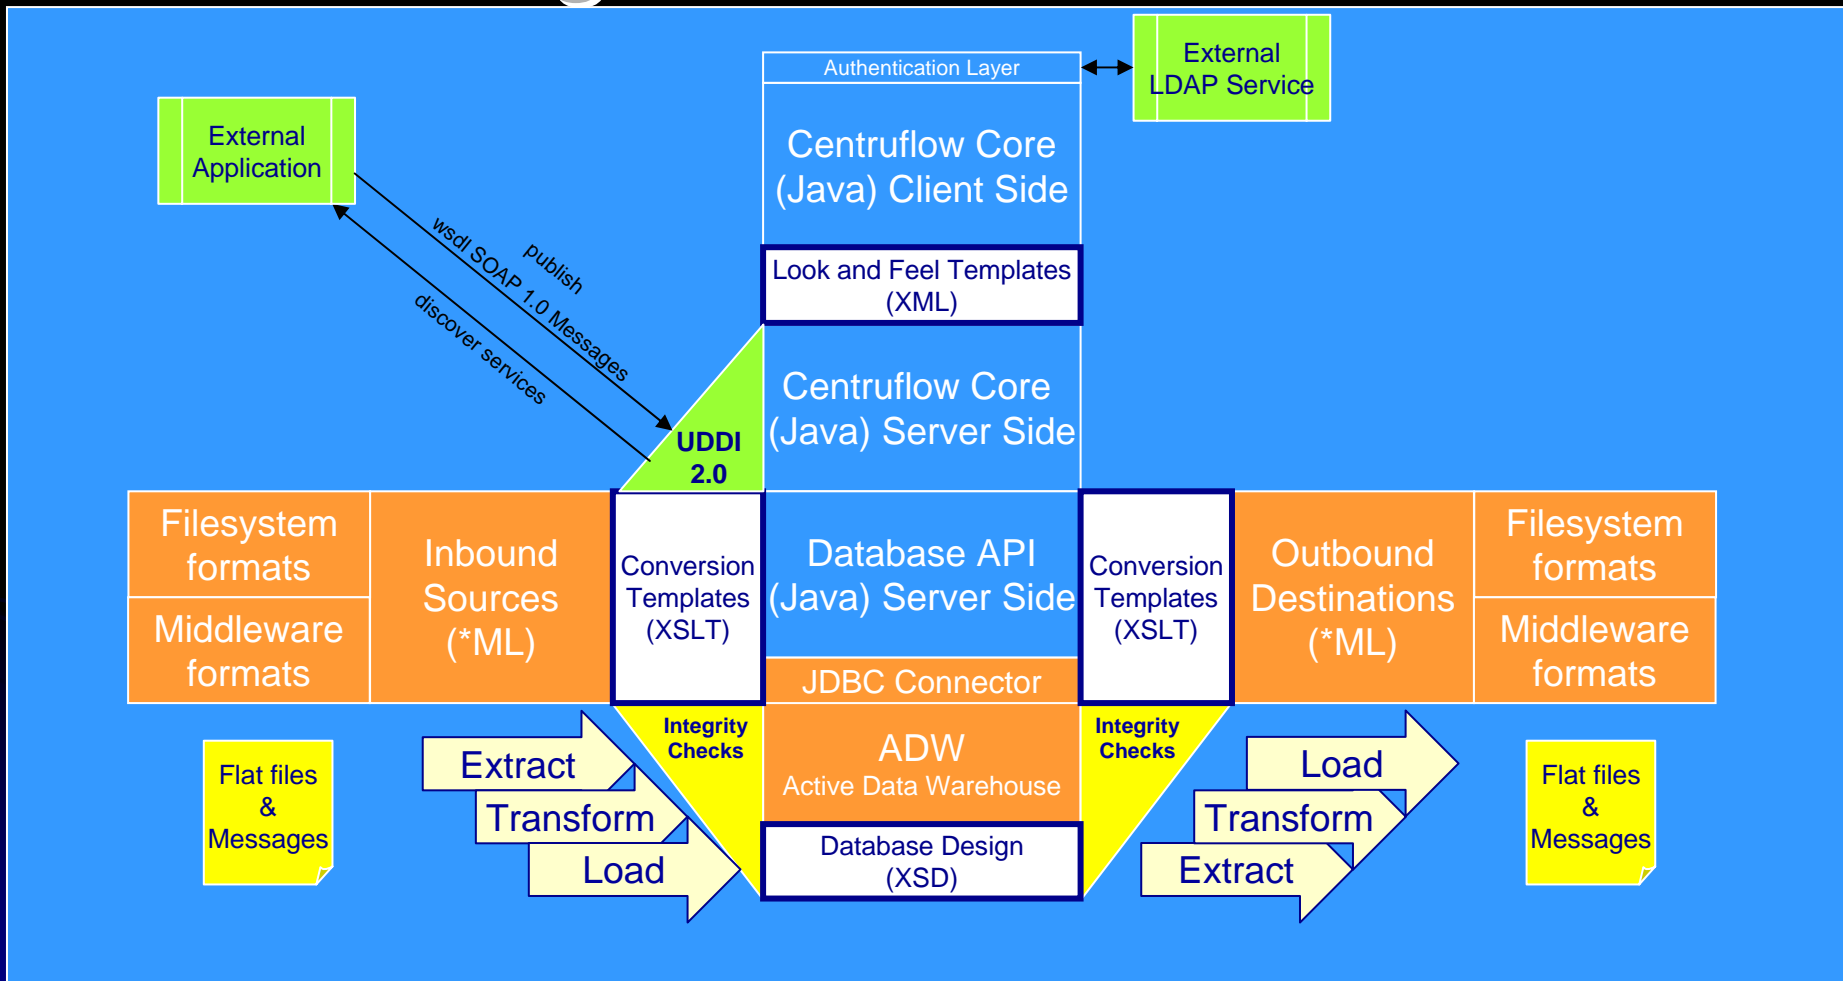 Authentication Layer
External
LDAP Service
External
Application
Centruflow Core
(Java) Client Side
publish
wsdl SOAP 1.0 Messages
discover services
Look and Feel Templates
(XML)
Centruflow Core
(Java) Server Side
UDDI
2.0
Filesystem
formats
Middleware
formats
Inbound
Sources
(*ML)
Conversion
Templates
(XSLT)
Database API
(Java) Server Side
JDBC Connector
Conversion
Templates
(XSLT)
Outbound
Destinations
(*ML)
Filesystem
formats
Middleware
formats
Flat files
&
Messages
Extract
Transform
Load
Integrity
Checks
ADW
Active Data Warehouse
Database Design
(XSD)
Integrity
Checks
Load
Transform
Extract
Flat files
&
Messages